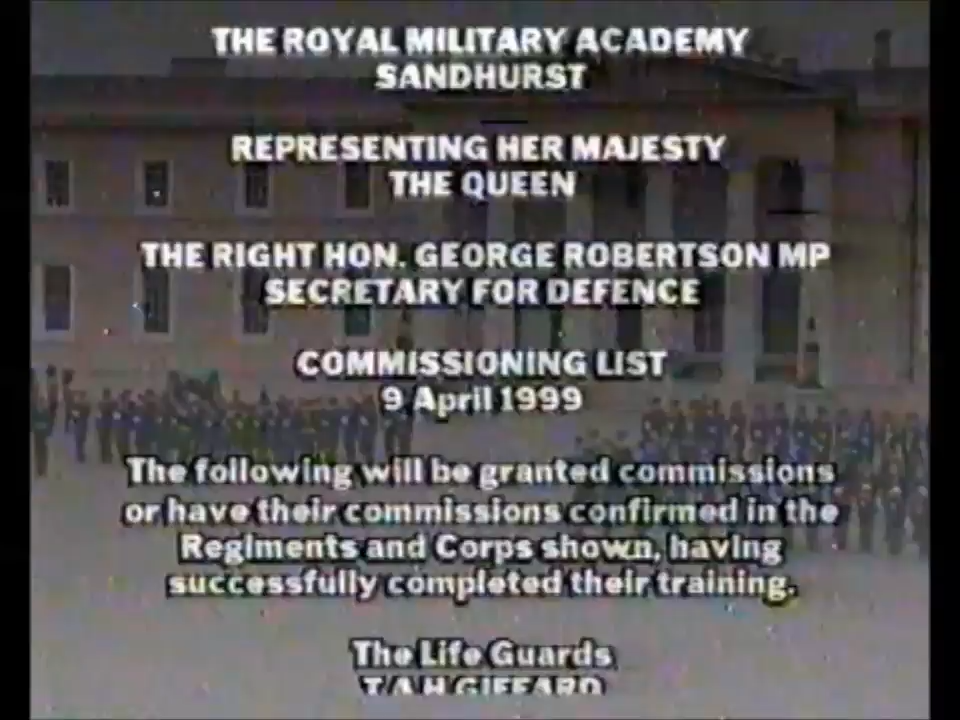 THE ROYAL MILITARY ACADEMY
SANDHURST
REPRESENTING HER MAJESTY
THE QUEEN
THE RIGHT HON. GEORGE ROBERTSON MP
SECRETARY FOR DEFENCE
COMMISSIONING LIST
9 April 1999
The following will be granted commissions
or have their commissions confirmed in the
Regiments and Corps shown, having
successfully completed their training.
The Life Guards
T A H GIFFARD